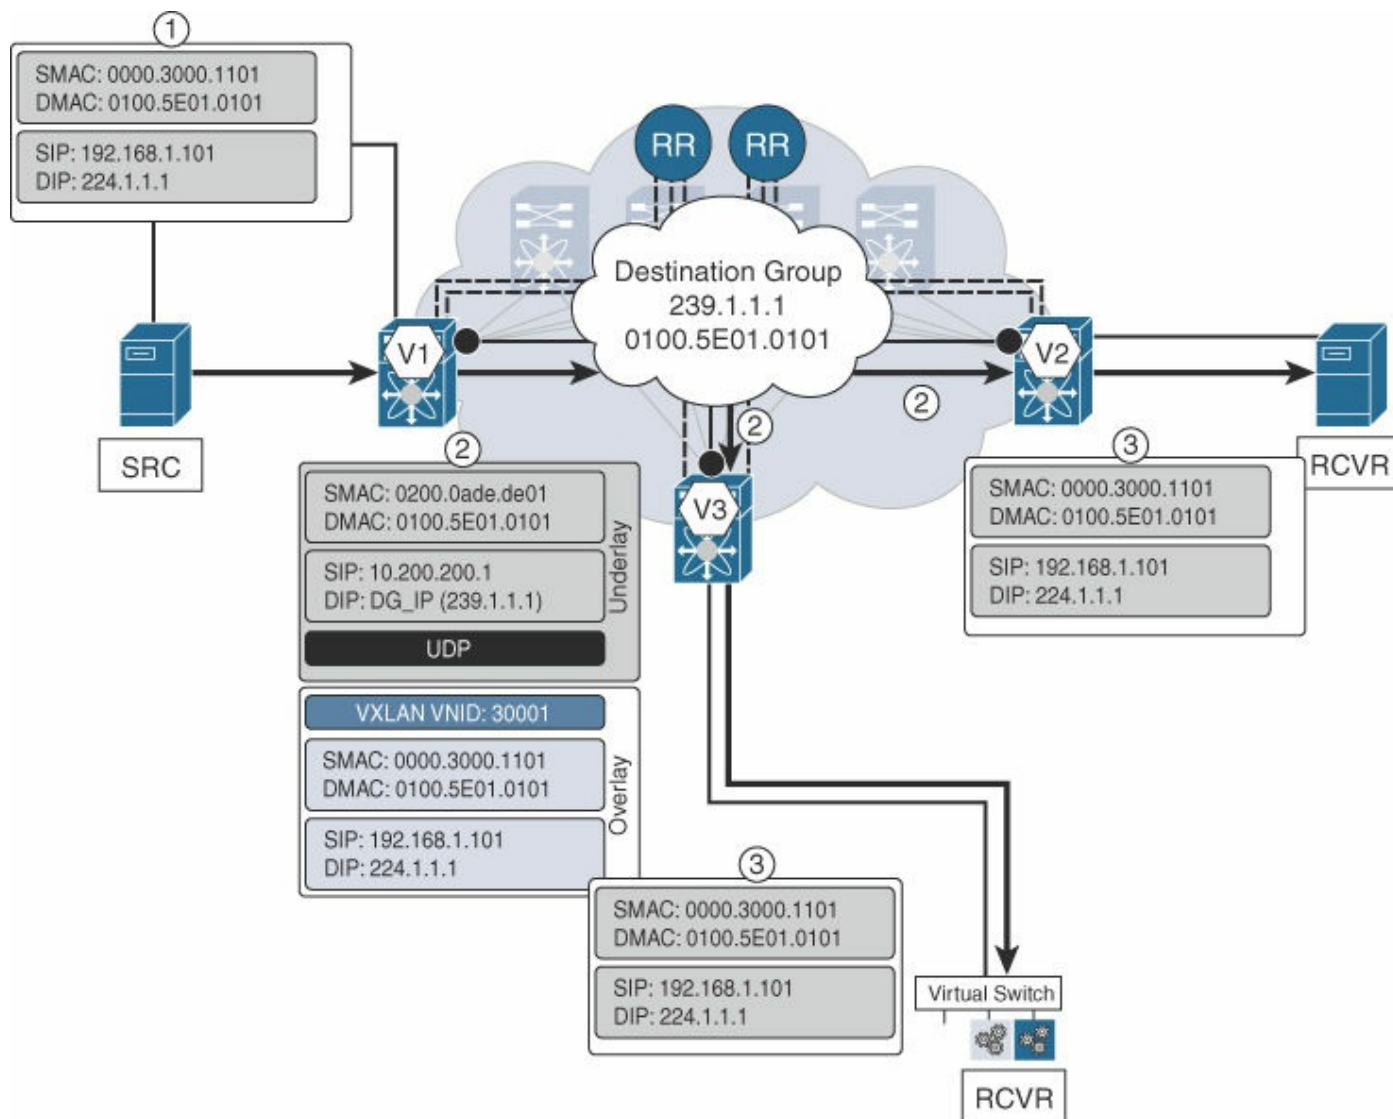 1
SMAC: 0000.3000.1101
DMAC: 0100.5E01.0101
SIP: 192.168.1.101
DIP: 224.1.1.1
RR
RR
Destination Group
239.1.1.1
0100.5E01.0101
V1
V2
2
2
V3
SRC
RCVR
2
SMAC: 0200.0ade.de01
DMAC: 0100.5E01.0101
SIP: 10.200.200.1
DIP: DG_IP (239.1.1.1)
UDP
Underlay
VXLAN VNID: 30001
SMAC: 0000.3000.1101
DMAC: 0100.5E01.0101
SIP: 192.168.1.101
DIP: 224.1.1.1
Overlay
3
SMAC: 0000.3000.1101
DMAC: 0100.5E01.0101
SIP: 192.168.1.101
DIP: 224.1.1.1
3
SMAC: 0000.3000.1101
DMAC: 0100.5E01.0101
SIP: 192.168.1.101
DIP: 224.1.1.1
Virtual Switch
RCVR